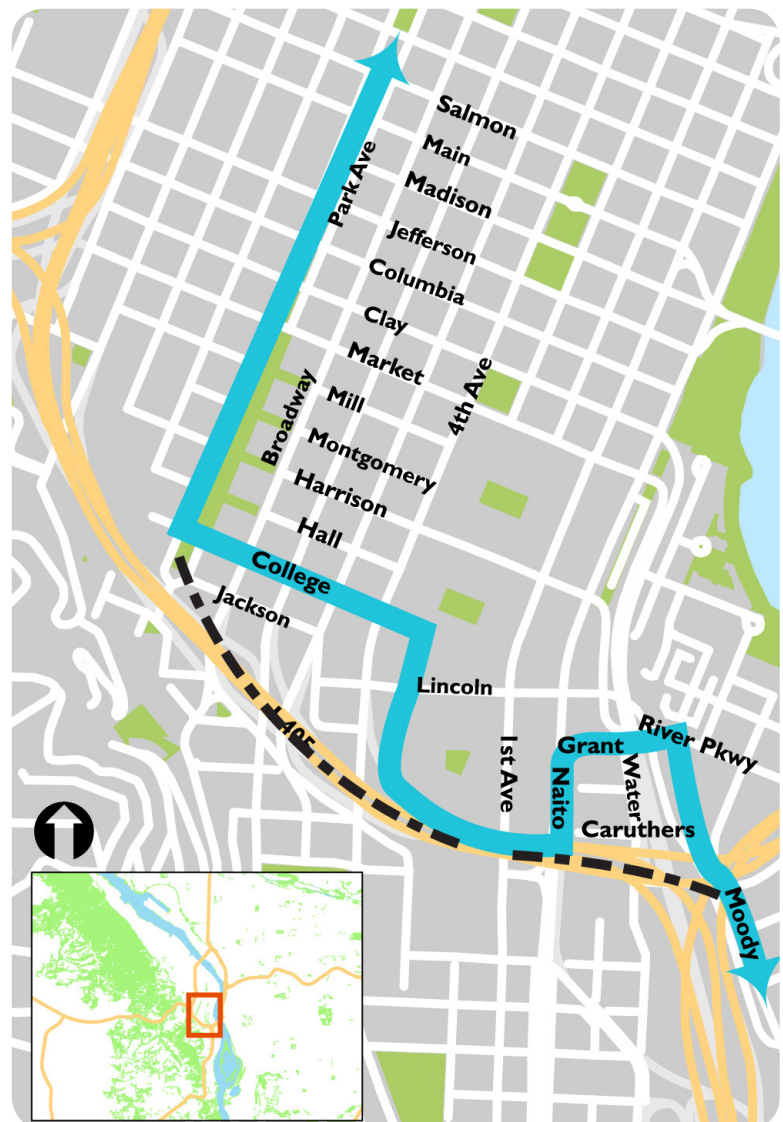 Salmon
Main
Park Ave
Madison
Jefferson
Columbia
Clay
Market
4th Ave
Broadway
Mill
Montgomery
Harrison
Hall
College
Jackson
Lincoln
I-405
1st Ave
Grant
River Pkwy
Naito
Water
Caruthers
Moody